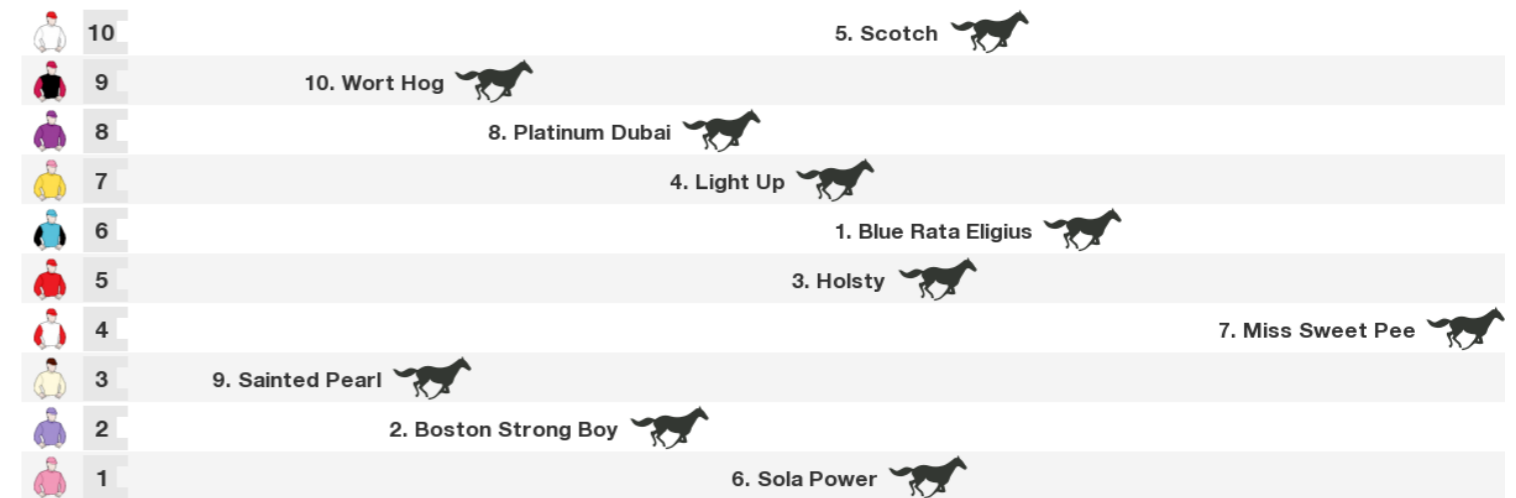 10 5. Scotch
9 10. Wort Hog
8 8. Platinum Dubai
7 4. Light Up
6 1. Blue Rata Eligius
5 3. Holsty
4 7. Miss Sweet Pee
3 9. Sainted Pearl
2 2. Boston Strong Boy
1 6. Sola Power